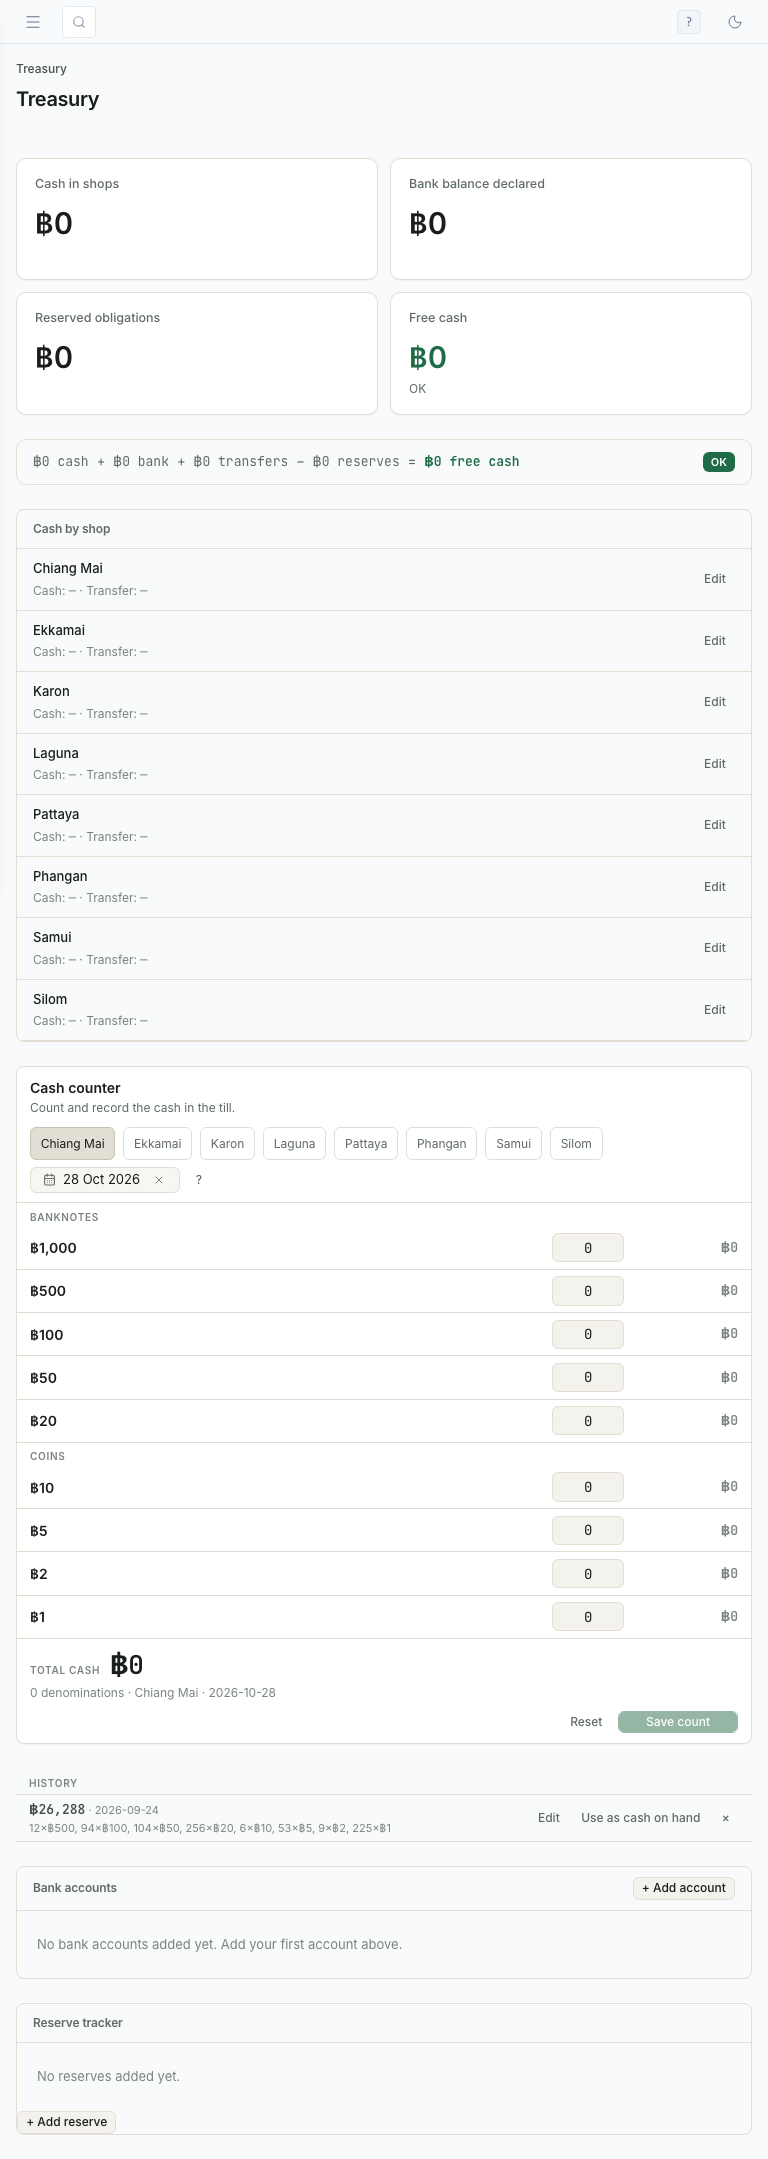 ?
Treasury
Treasury
Cash in shops
฿0
Bank balance declared
฿0
Reserved obligations
฿0
Free cash
฿0
OK
฿0 cash + ฿0 bank + ฿0 transfers − ฿0 reserves = ฿0 free cash
OK
Cash by shop
Chiang Mai
Cash: — · Transfer: —
Edit
Ekkamai
Cash: — · Transfer: —
Edit
Karon
Cash: — · Transfer: —
Edit
Laguna
Cash: — · Transfer: —
Edit
Pattaya
Cash: — · Transfer: —
Edit
Phangan
Cash: — · Transfer: —
Edit
Samui
Cash: — · Transfer: —
Edit
Silom
Cash: — · Transfer: —
Edit
Cash counter
Count and record the cash in the till.
Chiang Mai Ekkamai Karon Laguna Pattaya Phangan Samui Silom
28 Oct 2026 × ?
BANKNOTES
฿1,000 0 ฿0
฿500 0 ฿0
฿100 0 ฿0
฿50 0 ฿0
฿20 0 ฿0
COINS
฿10 0 ฿0
฿5 0 ฿0
฿2 0 ฿0
฿1 0 ฿0
TOTAL CASH ฿0
0 denominations · Chiang Mai · 2026-10-28
Reset Save count
HISTORY
฿26,288 · 2026-09-24
12×฿500, 94×฿100, 104×฿50, 256×฿20, 6×฿10, 53×฿5, 9×฿2, 225×฿1
Edit Use as cash on hand ×
Bank accounts
+ Add account
No bank accounts added yet. Add your first account above.
Reserve tracker
No reserves added yet.
+ Add reserve